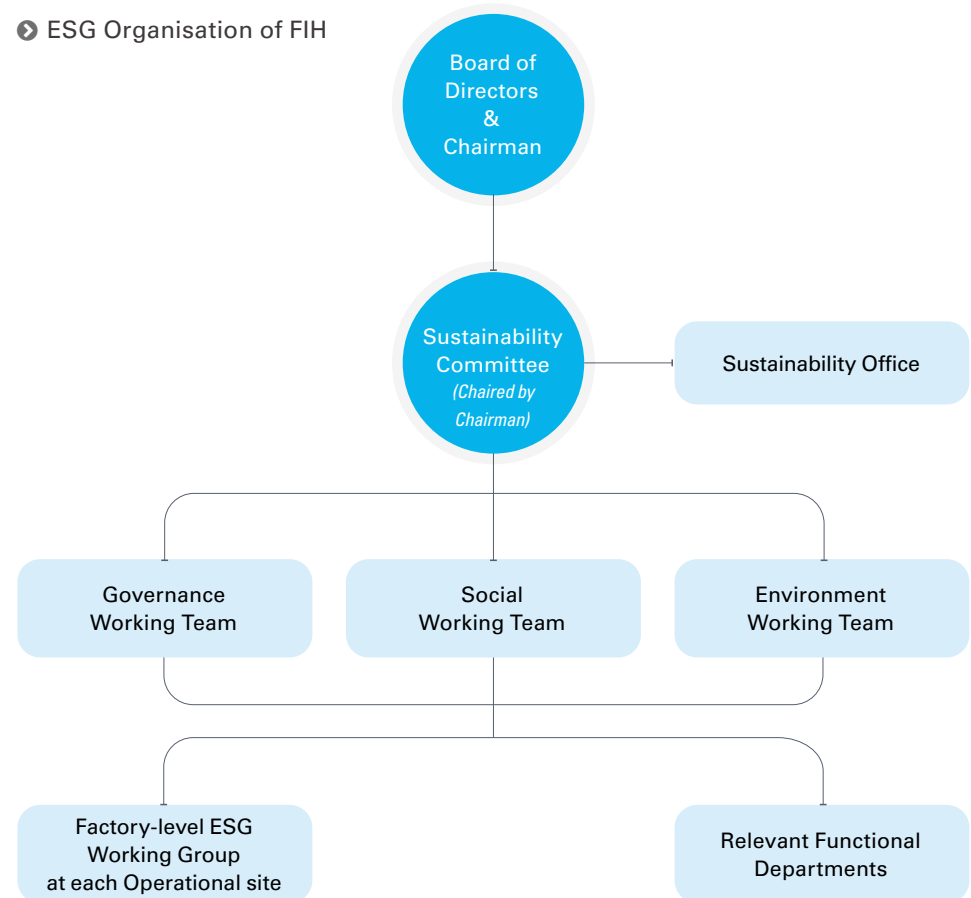 ESG Organisation of FIH
Board of
Directors
&
Chairman
Sustainability
Committee
(Chaired by
Chairman)
Sustainability Office
Governance
Working Team
Social
Working Team
Environment
Working Team
Factory-level ESG
Working Group
at each Operational site
Relevant Functional
Departments